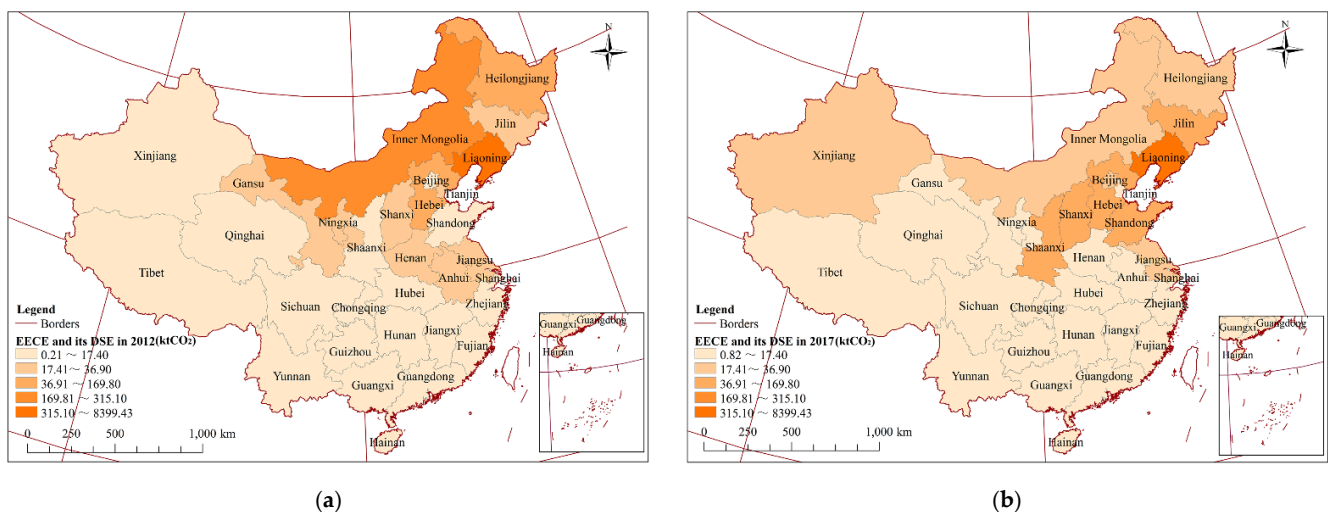 N
Heilongjiang
Jilin
Inner Mongolia
Liaoning
Xinjiang
Gansu
Beijing
Tianjin
Hebei
Shanxi
Ningxia
Shandong
Qinghai
Shaanxi
Henan
Jiangsu
Tibet
Anhui
Shanghai
Hubei
Sichuan
Chongqing
Zhejiang
Hunan
Jiangxi
Guizhou
Fujian
Yunnan
Guangxi
Guangdong
Hainan
Legend
Borders
EECE and its DSE in 2012(ktCO₂)
0.21 ~ 17.40
17.41 ~ 36.90
36.91 ~ 169.80
169.81 ~ 315.10
315.10 ~ 8399.43
0 250 500 1,000 km
Guangxi Guangdong
Hainan
(a)
N
Heilongjiang
Jilin
Inner Mongolia
Liaoning
Xinjiang
Gansu
Beijing
Tianjin
Hebei
Shanxi
Ningxia
Shandong
Qinghai
Shaanxi
Henan
Jiangsu
Tibet
Anhui
Shanghai
Hubei
Sichuan
Chongqing
Zhejiang
Hunan
Jiangxi
Guizhou
Fujian
Yunnan
Guangxi
Guangdong
Hainan
Legend
Borders
EECE and its DSE in 2017(ktCO₂)
0.82 ~ 17.40
17.41 ~ 36.90
36.91 ~ 169.80
169.81 ~ 315.10
315.10 ~ 8399.43
0 250 500 1,000 km
Guangxi Guangdong
Hainan
(b)